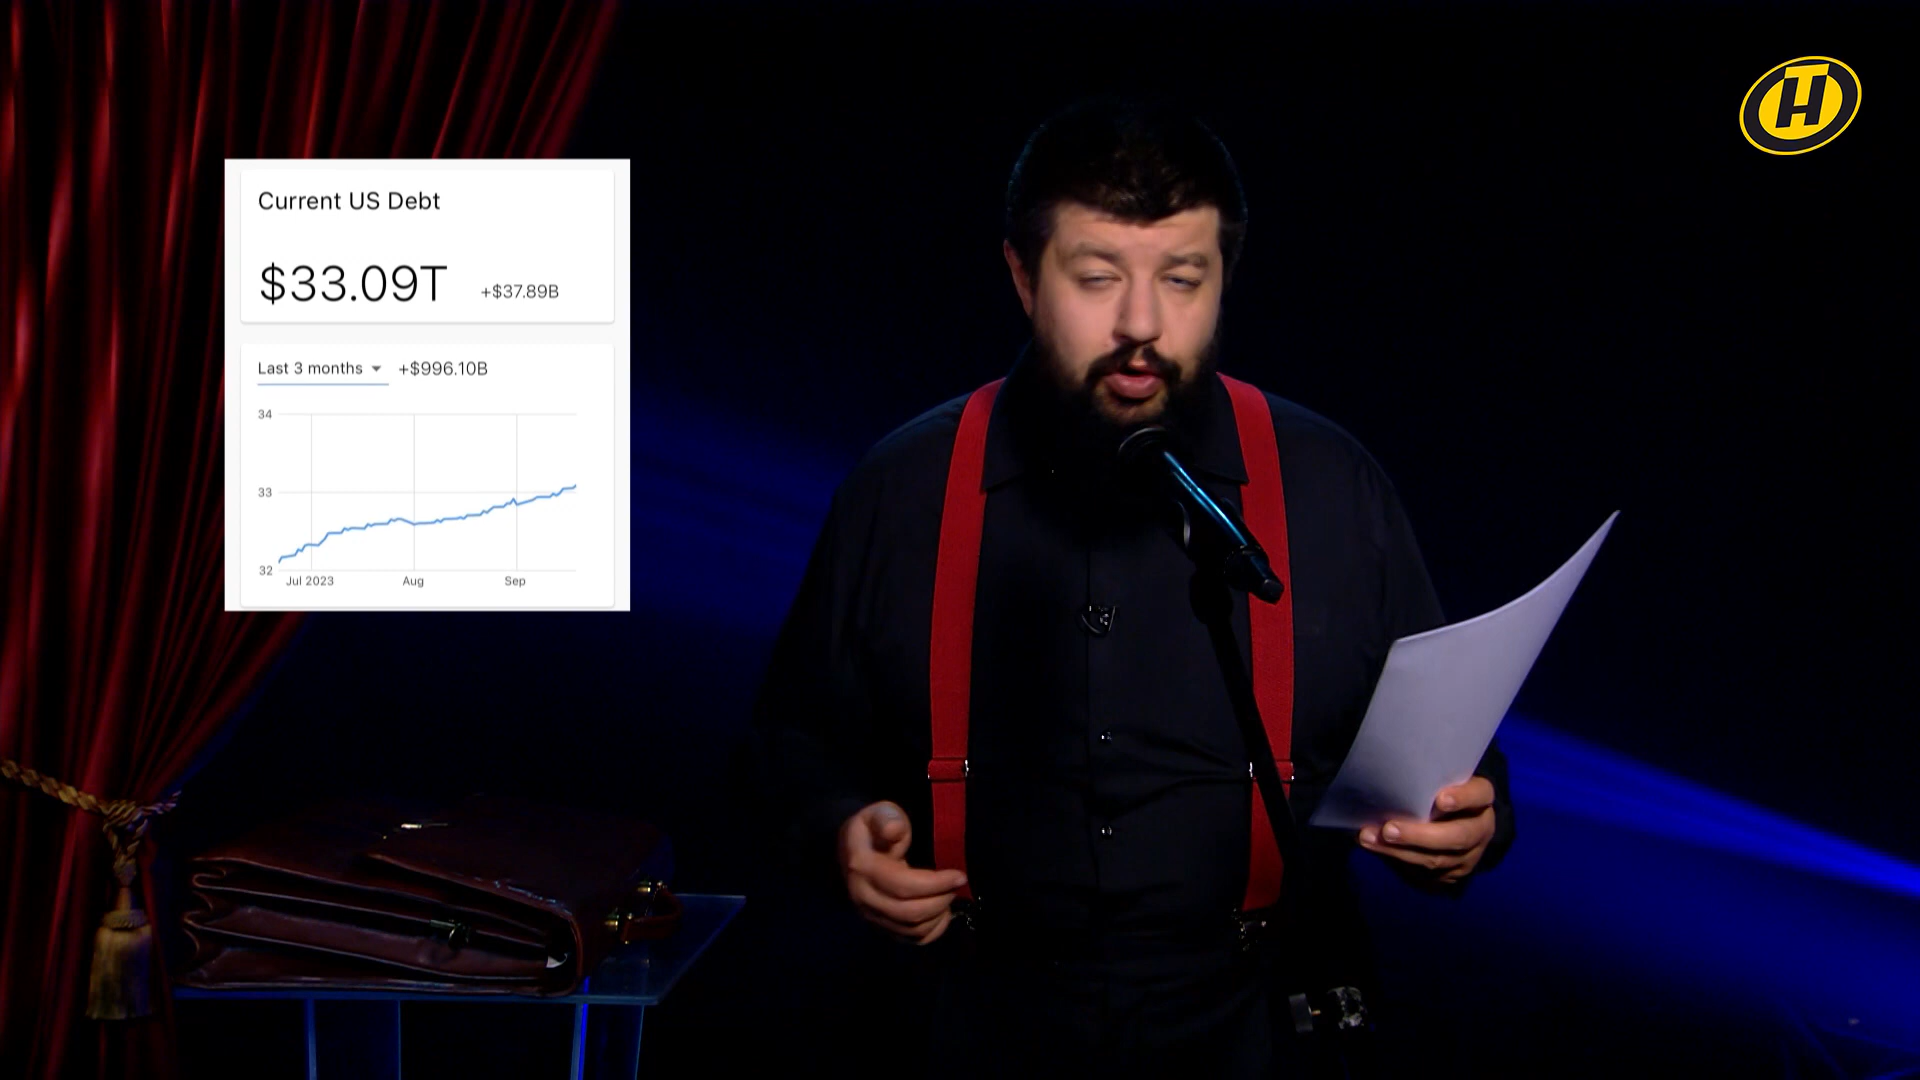 Current US Debt
$33.09T +$37.89B
Last 3 months +$996.10B
34
33
32
Jul 2023 Aug Sep
ОНТ